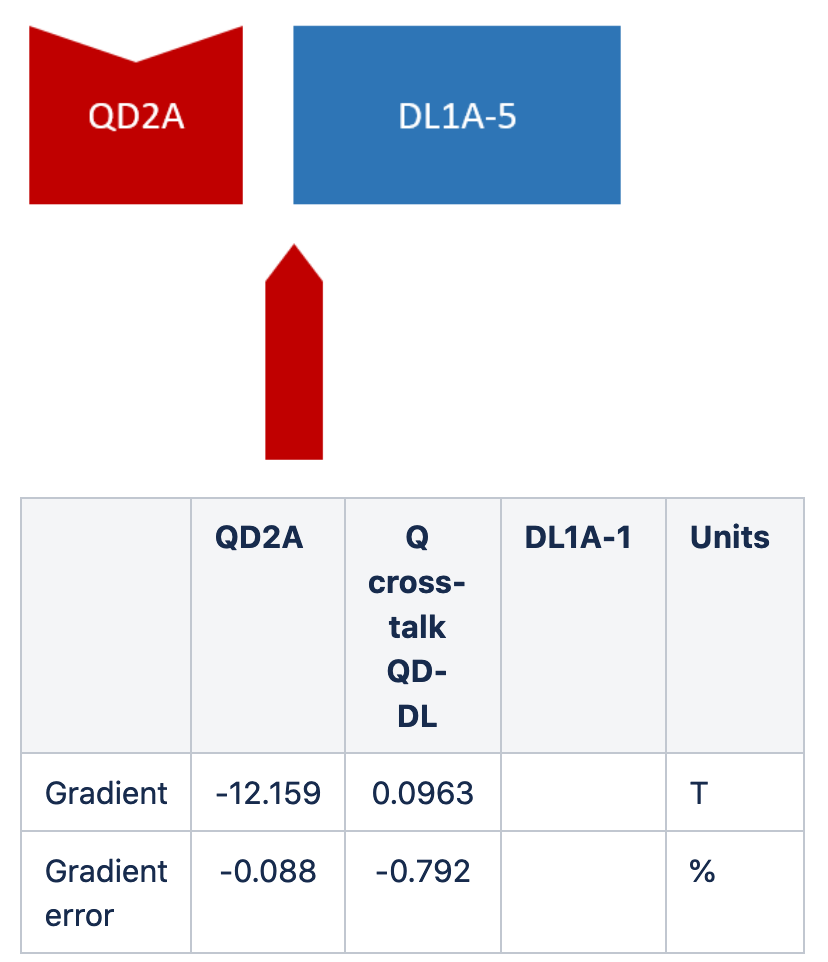 QD2A
DL1A-5
QD2A
Q
cross-
talk
QD-
DL
DL1A-1
Units
Gradient
-12.159
0.0963
T
Gradient
error
-0.088
-0.792
%